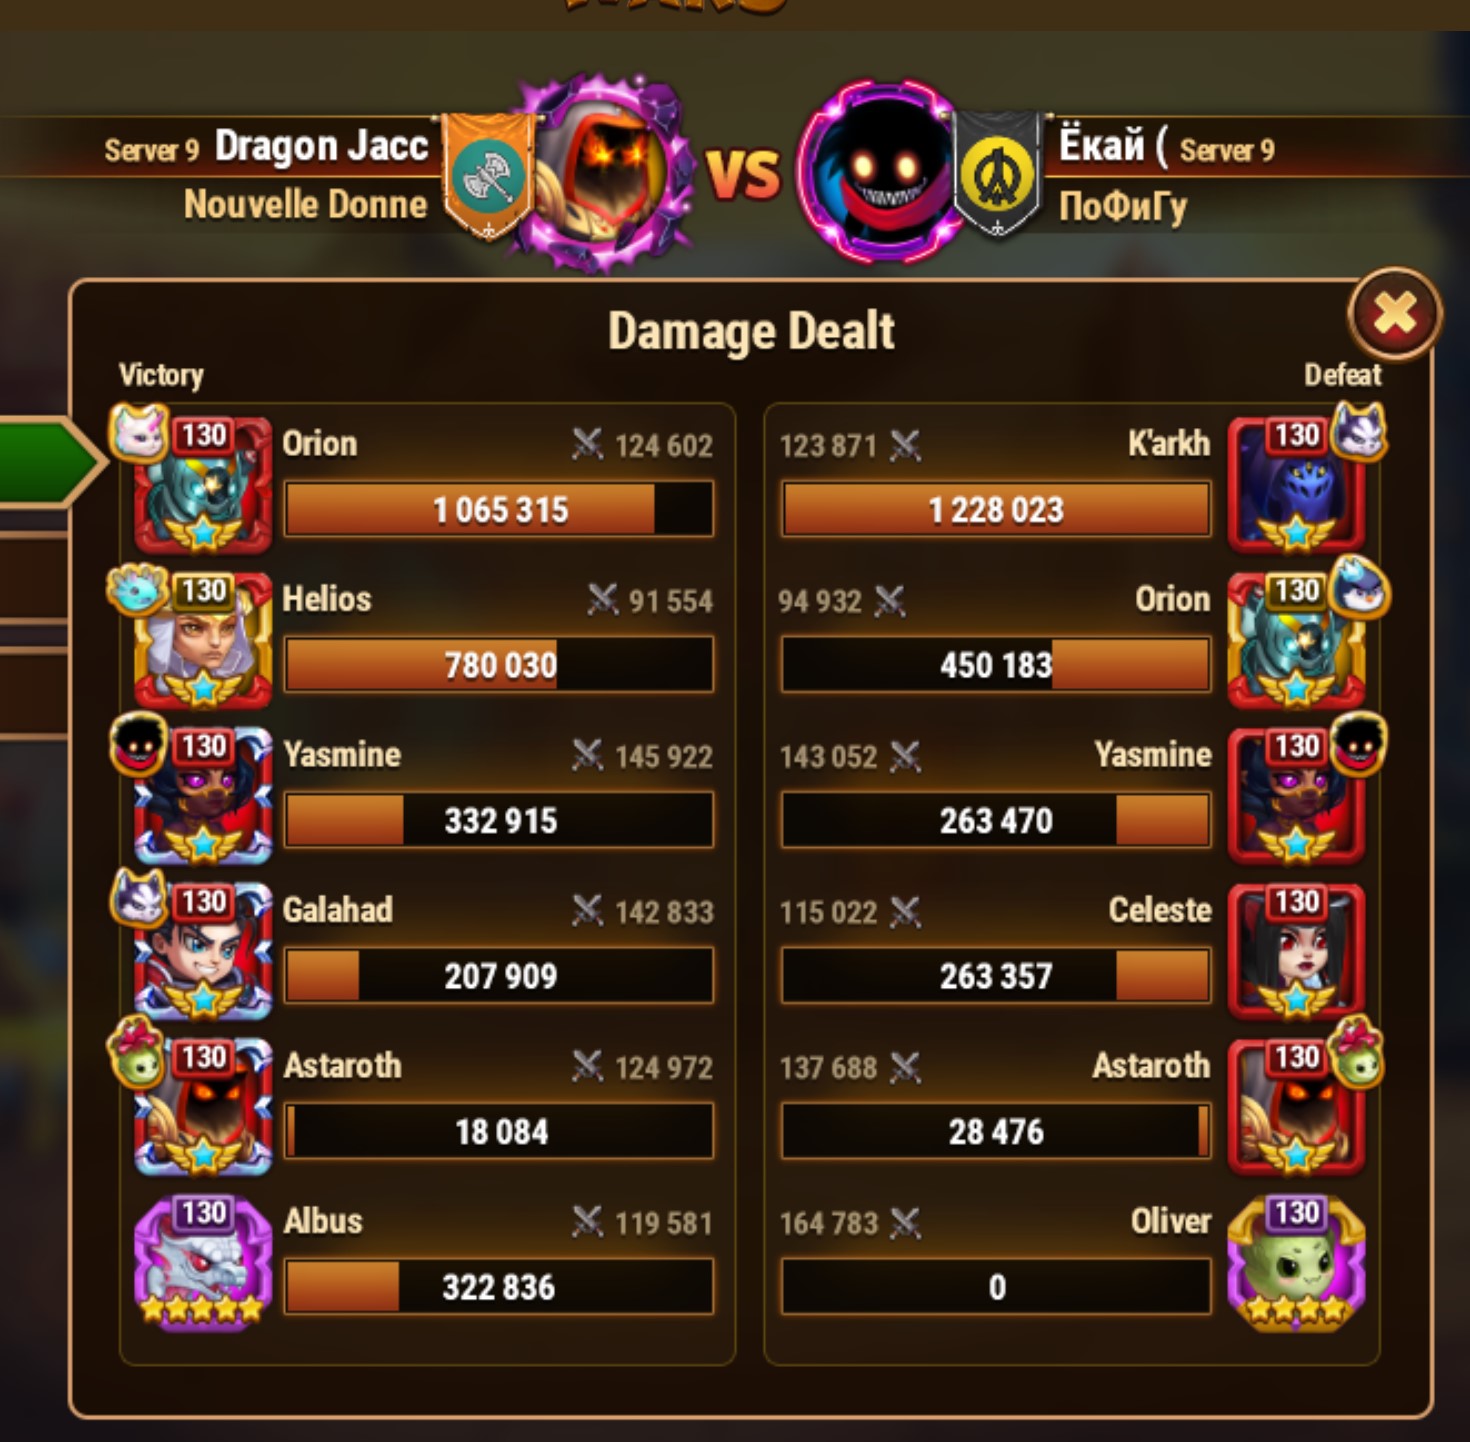 Server 9 Dragon Jacc VS Ёкай ( Server 9
Nouvelle Donne ПоФиГу
Damage Dealt
Victory Defeat
130 Orion 124 602 123 871 K'arkh 130
1 065 315 1 228 023
130 Helios 91 554 94 932 Orion 130
780 030 450 183
130 Yasmine 145 922 143 052 Yasmine 130
332 915 263 470
130 Galahad 142 833 115 022 Celeste 130
207 909 263 357
130 Astaroth 124 972 137 688 Astaroth 130
18 084 28 476
130 Albus 119 581 164 783 Oliver 130
322 836 0